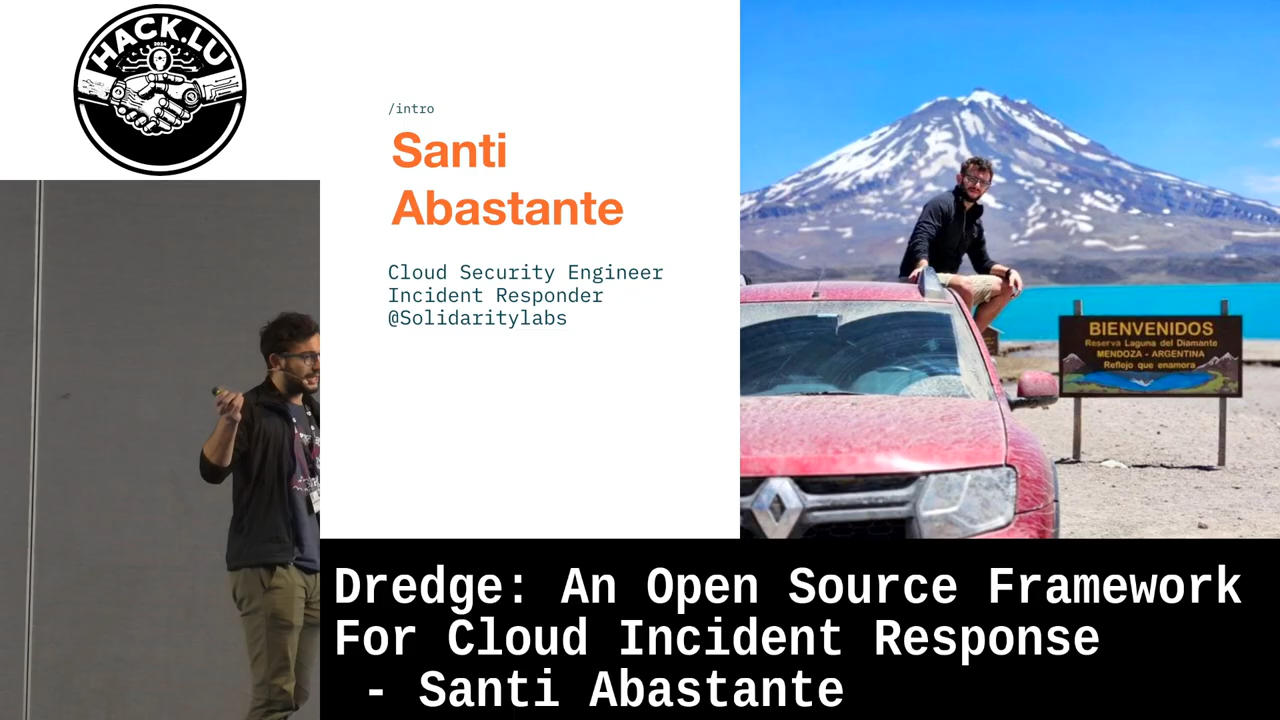 HACK.LU
2024
/intro
Santi
Abastante
Cloud Security Engineer
Incident Responder
@Solidaritylabs
BIENVENIDOS
Reserva Laguna del Diamante
MENDOZA - ARGENTINA
Reflejo que enamora
Dredge: An Open Source Framework
For Cloud Incident Response
- Santi Abastante